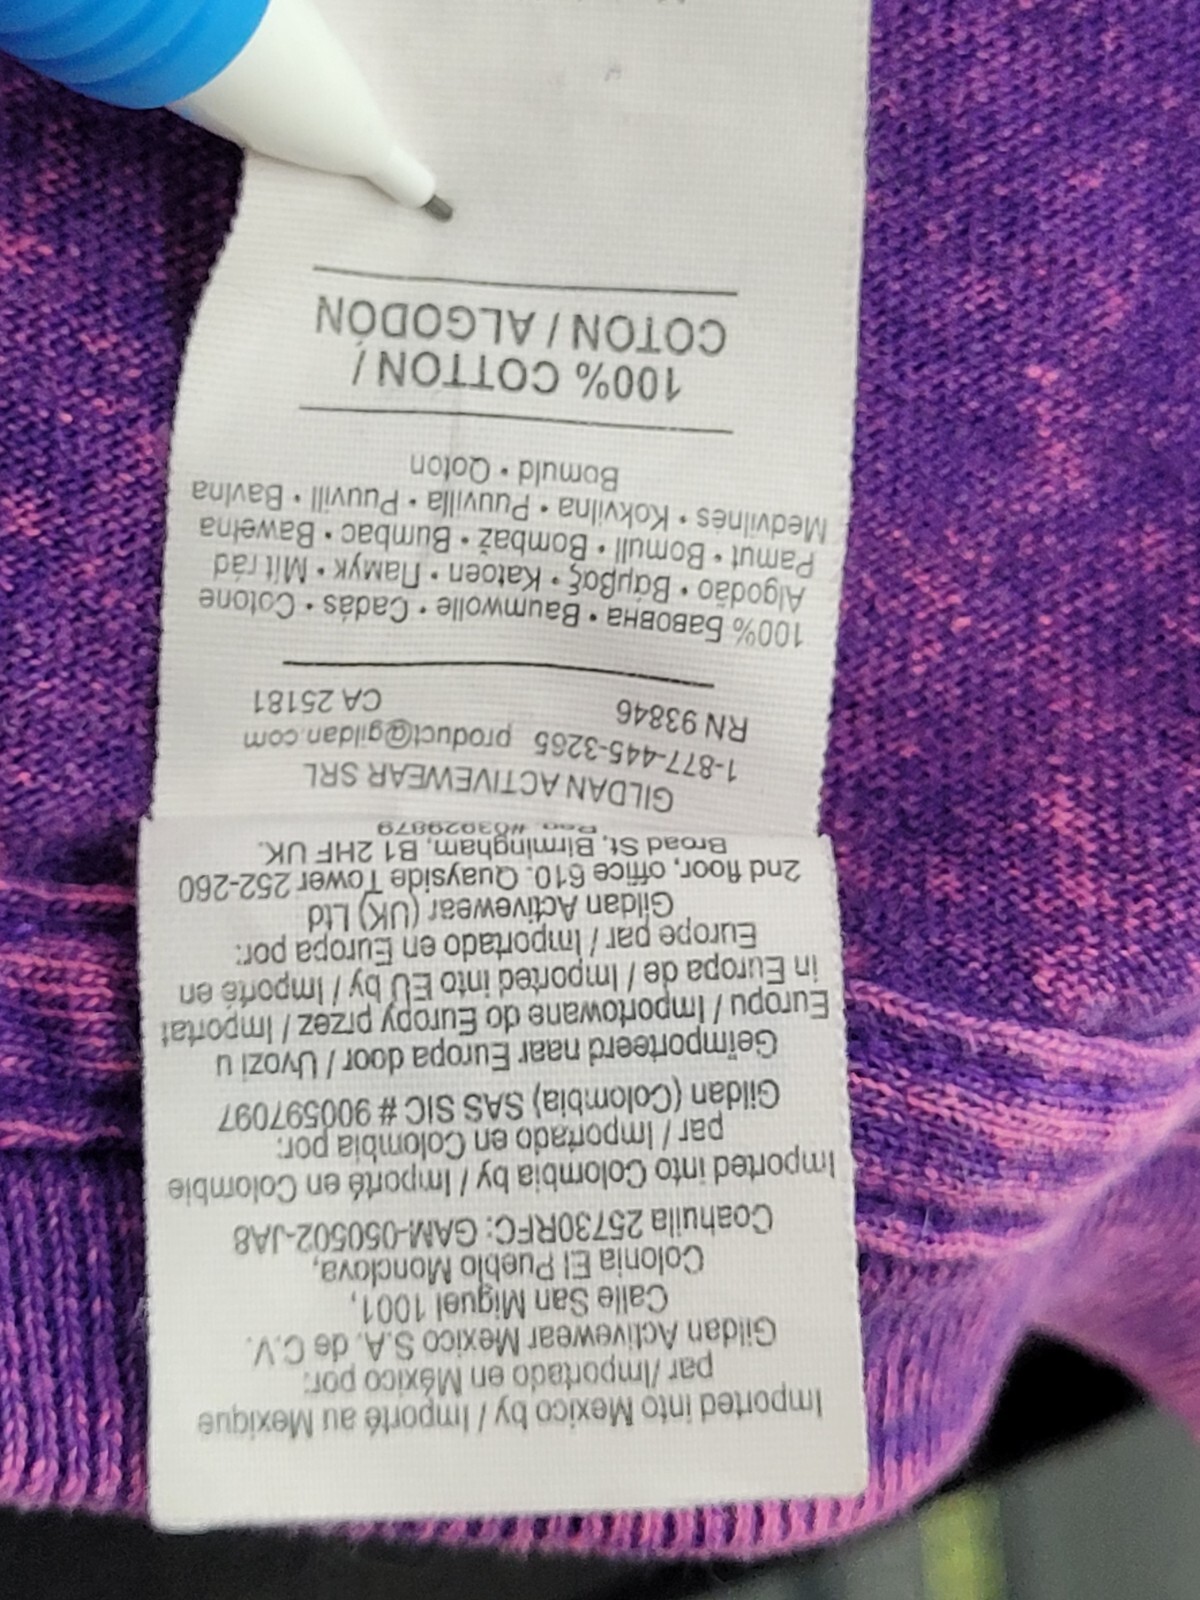 Imported into Mexico by / Importé au Mexique
par /Importado en México por:
Gildan Activewear Mexico S.A. de C.V.
Calle San Miguel 1001,
Colonia El Pueblo Monclova,
Coahuila 25730RFC: GAM-050502-JA8
Imported into Colombia by / Importé en Colombie
par / Importado en Colombia por:
Gildan (Colombia) SAS SIC # 900597097
Geïmporteerd naar Europa door / Uvozi u
Europu / Importowane do Europy przez / Importat
in Europa de / Imported into EU by / Importé en
Europe par / Importado en Europa por:
Gildan Activewear (UK) Ltd
2nd floor, office 610. Quayside Tower 252-260
Broad St, Birmingham, B1 2HF UK.
Reg. #03929879
GILDAN ACTIVEWEAR SRL
1-877-445-3265 product@gildan.com
RN 93846 CA 25181
100% Бавовна • Baumwolle • Cadás • Cotone
Algodão • Βάμβαξ • Katoen • Памук • Mitrád
Pamut • Bomull • Bombaž • Bumbac • Bawełna
Medvilnės • Kokvilna • Puuvilla • Puuvill • Bavlna
Bomuld • Qoton
100% COTTON /
COTON / ALGODÓN